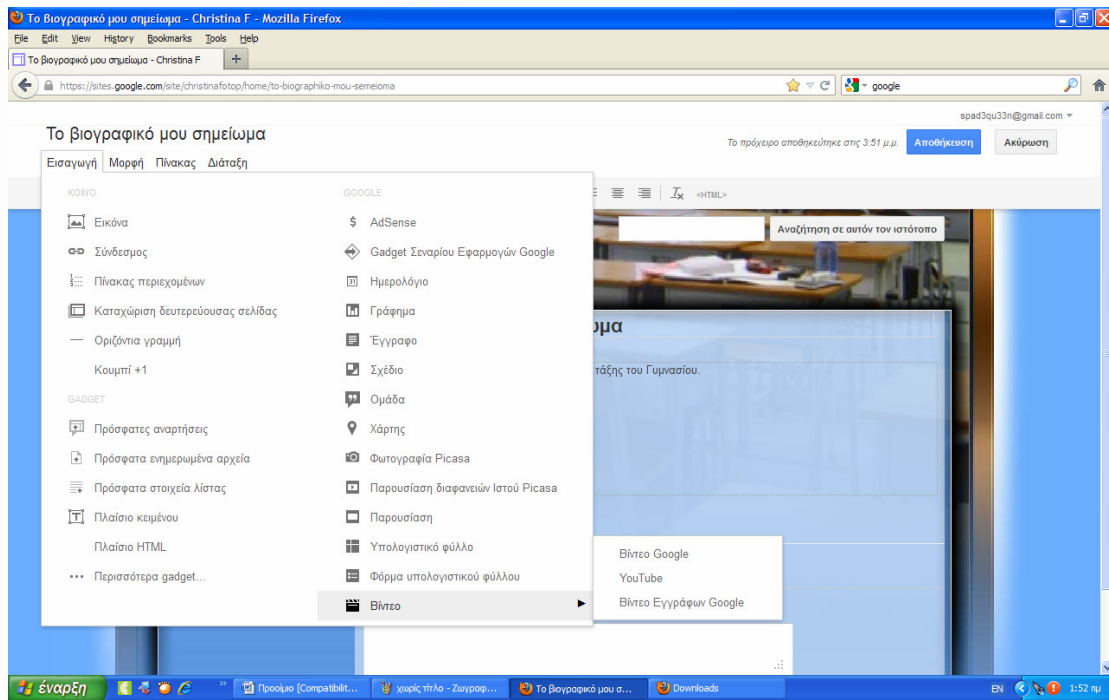 Το Βιογραφικό μου σημείωμα - Christina F - Mozilla Firefox
File Edit View History Bookmarks Tools Help
Το Βιογραφικό μου σημείωμα - Christina F
https://sites.google.com/site/christinafotop/home/to-biographiko-mou-semeioma
google
spad3qu33n@gmail.com
Το βιογραφικό μου σημείωμα
Το πρόχειρο αποθηκεύτηκε στις 3:51 μ.μ. Αποθήκευση Ακύρωση
Εισαγωγή Μορφή Πίνακας Διάταξη
<HTML>
ΚΟΙΝΌ
Εικόνα
Σύνδεσμος
Πίνακας περιεχομένων
Καταχώριση δευτερεύουσας σελίδας
Οριζόντια γραμμή
Κουμπί +1
GADGET
Πρόσφατες αναρτήσεις
Πρόσφατα ενημερωμένα αρχεία
Πρόσφατα στοιχεία λίστας
Πλαίσιο κειμένου
Πλαίσιο HTML
Περισσότερα gadget...
GOOGLE
AdSense
Gadget Σεναρίου Εφαρμογών Google
Ημερολόγιο
Γράφημα
Έγγραφο
Σχέδιο
Ομάδα
Χάρτης
Φωτογραφία Picasa
Παρουσίαση διαφανειών Ιστού Picasa
Παρουσίαση
Υπολογιστικό φύλλο
Φόρμα υπολογιστικού φύλλου
Βίντεο
Βίντεο Google
YouTube
Βίντεο Εγγράφων Google
Αναζήτηση σε αυτόν τον ιστότοπο
ωμα
τάξης του Γυμνασίου.
έναρξη
Προοίμιο [Compatibilit...
χωρίς τίτλο - Ζωγραφ...
Το Βιογραφικό μου σ...
Downloads
EN
1:52 πμ